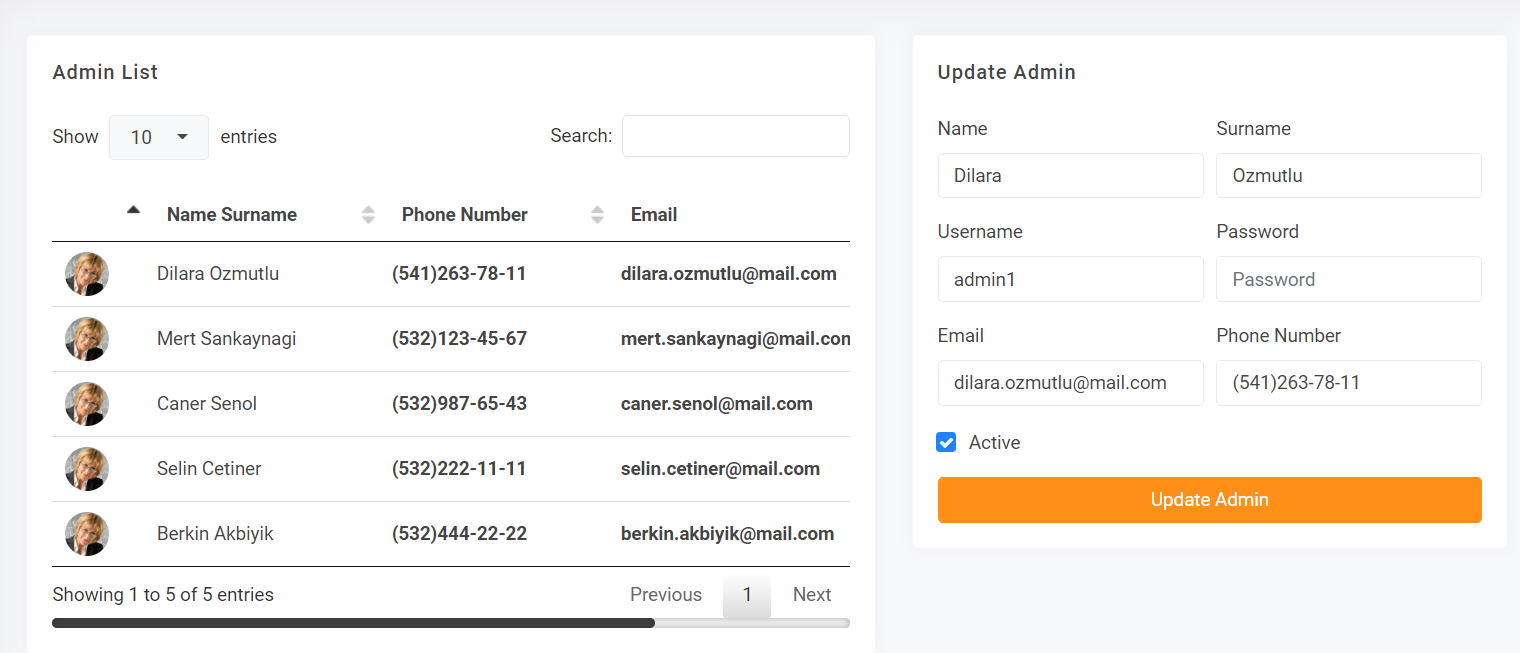 Admin List
Show 10 entries
Search:
Name Surname Phone Number Email
Dilara Ozmutlu (541)263-78-11 dilara.ozmutlu@mail.com
Mert Sankaynagi (532)123-45-67 mert.sankaynagi@mail.com
Caner Senol (532)987-65-43 caner.senol@mail.com
Selin Cetiner (532)222-11-11 selin.cetiner@mail.com
Berkin Akbiyik (532)444-22-22 berkin.akbiyik@mail.com
Showing 1 to 5 of 5 entries
Previous 1 Next
Update Admin
Name Surname
Dilara Ozmutlu
Username Password
admin1 Password
Email Phone Number
dilara.ozmutlu@mail.com (541)263-78-11
Active
Update Admin